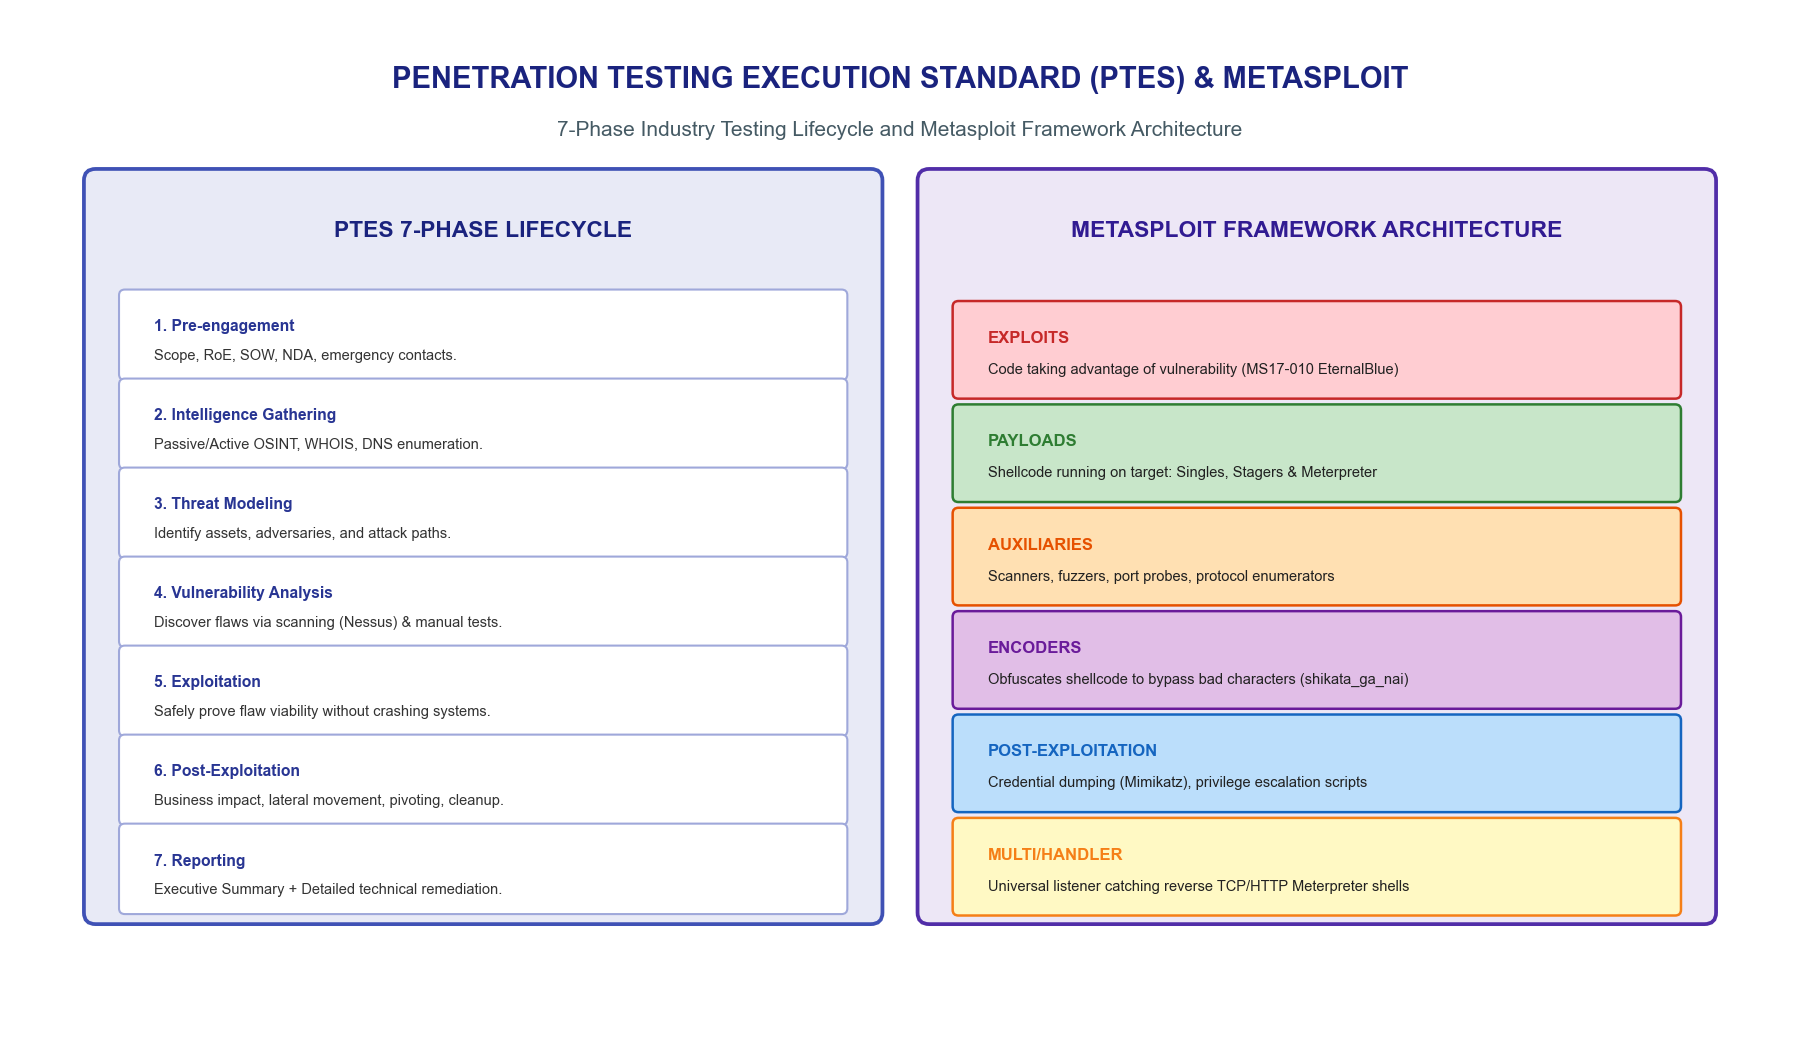 PENETRATION TESTING EXECUTION STANDARD (PTES) & METASPLOIT
7-Phase Industry Testing Lifecycle and Metasploit Framework Architecture
PTES 7-PHASE LIFECYCLE
1. Pre-engagement
Scope, RoE, SOW, NDA, emergency contacts.
2. Intelligence Gathering
Passive/Active OSINT, WHOIS, DNS enumeration.
3. Threat Modeling
Identify assets, adversaries, and attack paths.
4. Vulnerability Analysis
Discover flaws via scanning (Nessus) & manual tests.
5. Exploitation
Safely prove flaw viability without crashing systems.
6. Post-Exploitation
Business impact, lateral movement, pivoting, cleanup.
7. Reporting
Executive Summary + Detailed technical remediation.
METASPLOIT FRAMEWORK ARCHITECTURE
EXPLOITS
Code taking advantage of vulnerability (MS17-010 EternalBlue)
PAYLOADS
Shellcode running on target: Singles, Stagers & Meterpreter
AUXILIARIES
Scanners, fuzzers, port probes, protocol enumerators
ENCODERS
Obfuscates shellcode to bypass bad characters (shikata_ga_nai)
POST-EXPLOITATION
Credential dumping (Mimikatz), privilege escalation scripts
MULTI/HANDLER
Universal listener catching reverse TCP/HTTP Meterpreter shells